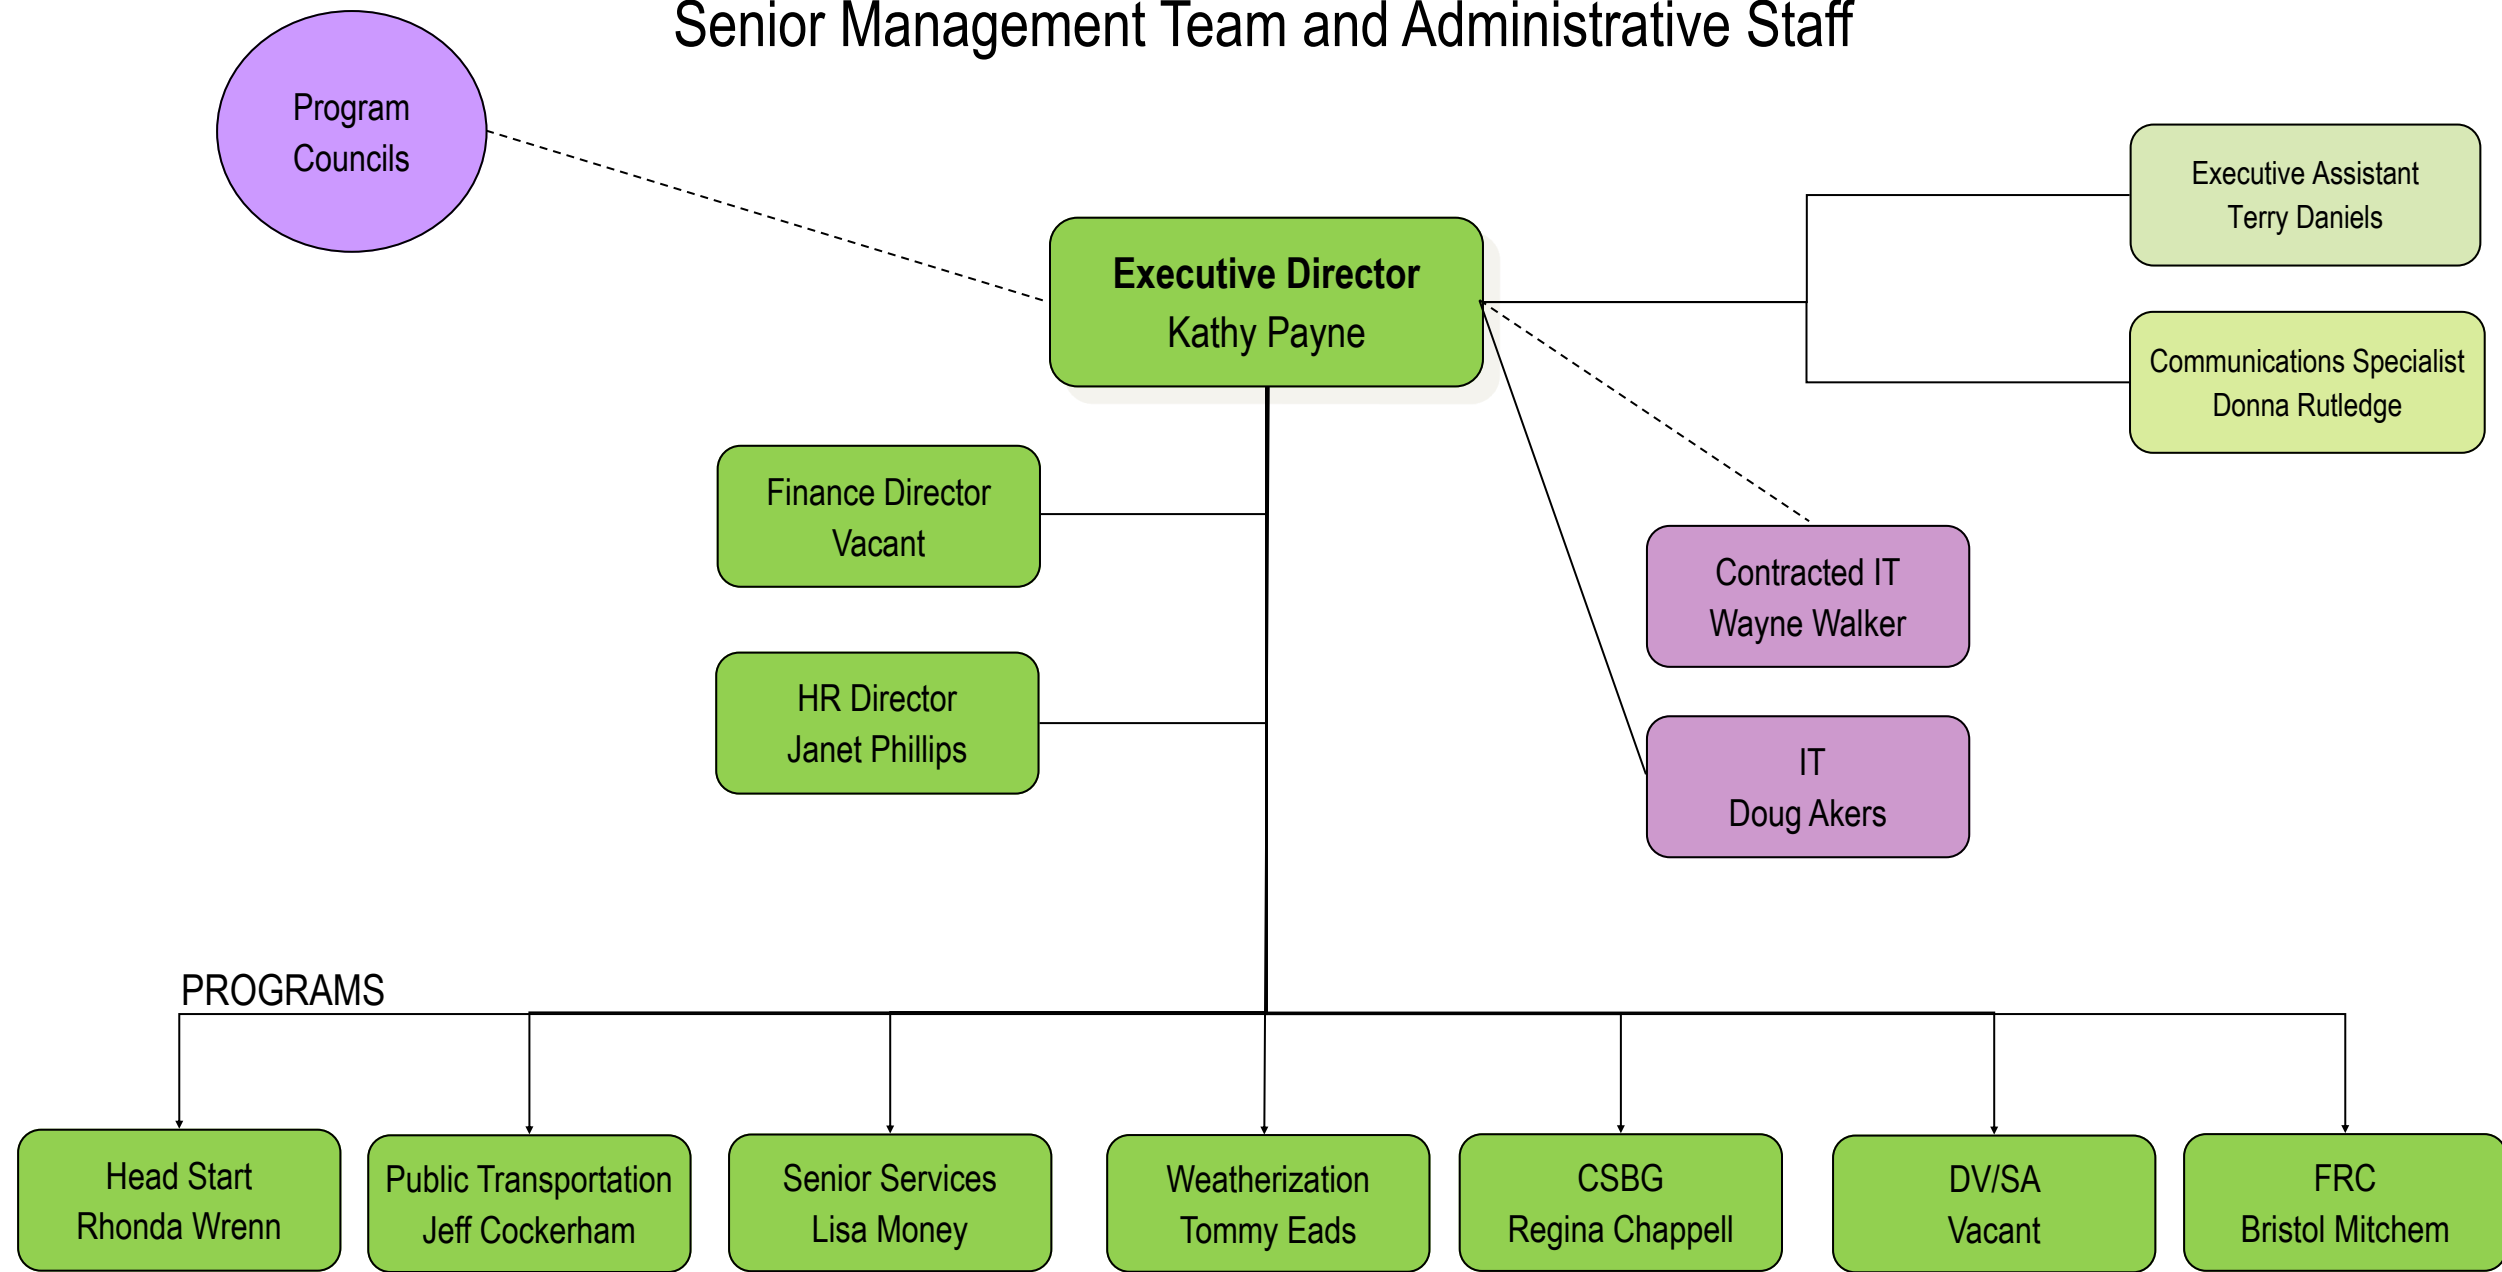 Senior Management Team and Administrative Staff
Program
Councils
Executive Assistant
Terry Daniels
Executive Director
Kathy Payne
Communications Specialist
Donna Rutledge
Finance Director
Vacant
Contracted IT
Wayne Walker
HR Director
Janet Phillips
IT
Doug Akers
PROGRAMS
Head Start
Rhonda Wrenn
Public Transportation
Jeff Cockerham
Senior Services
Lisa Money
Weatherization
Tommy Eads
CSBG
Regina Chappell
DV/SA
Vacant
FRC
Bristol Mitchem